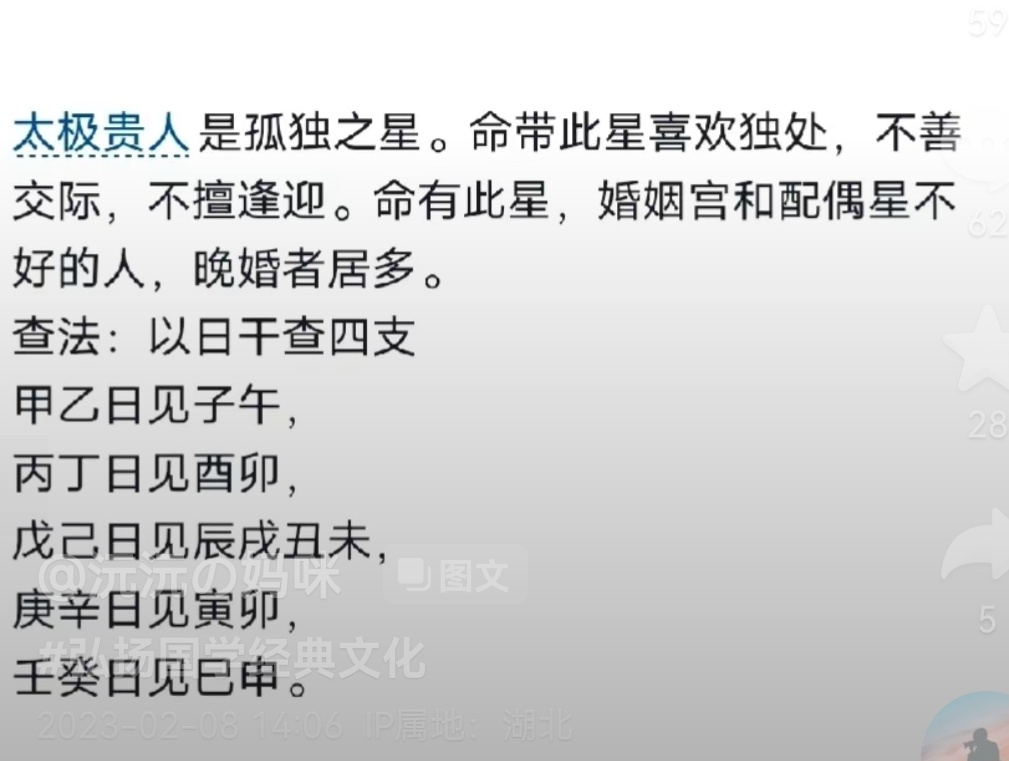 59
太极贵人是孤独之星。命带此星喜欢独处，不善
交际，不擅逢迎。命有此星，婚姻宫和配偶星不
62
好的人，晚婚者居多。
查法：以日干查四支
甲乙日见子午，
28
丙丁日见酉卯，
戊己日见辰戌丑未，
@沅沅の妈咪 图文
庚辛日见寅卯，
5
#弘扬国学经典文化
壬癸日见巳申。
2023-02-08 14:06 IP属地：湖北